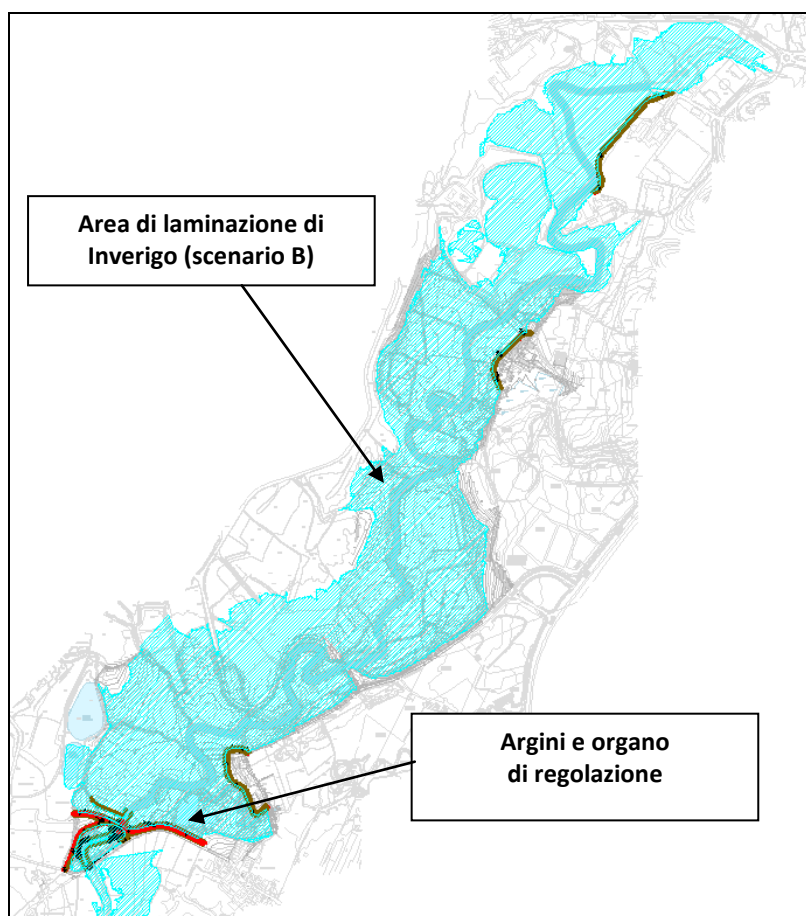 Area di laminazione di
Inverigo (scenario B)
Argini e organo
di regolazione